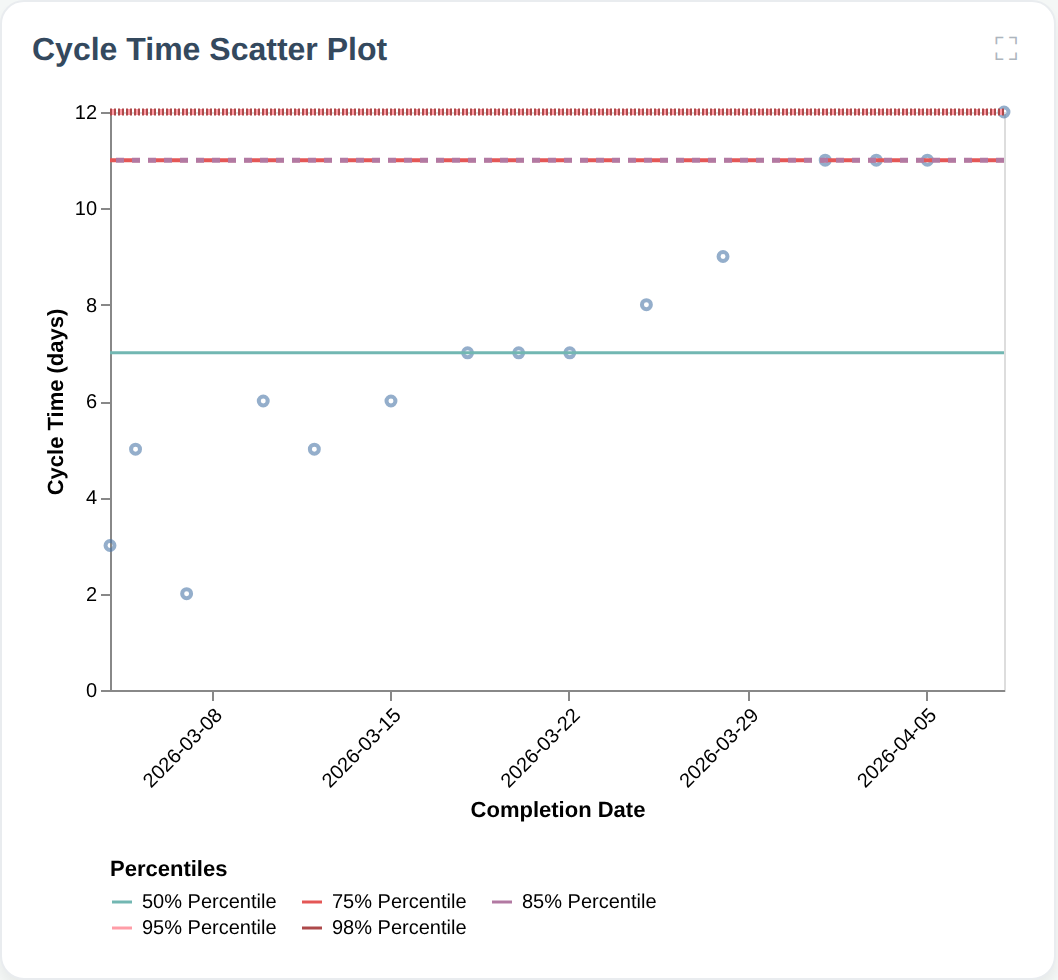 Cycle Time Scatter Plot
12
10
8
6
4
2
0
Cycle Time (days)
2026-03-08
2026-03-15
2026-03-22
2026-03-29
2026-04-05
Completion Date
Percentiles
50% Percentile 75% Percentile 85% Percentile
95% Percentile 98% Percentile